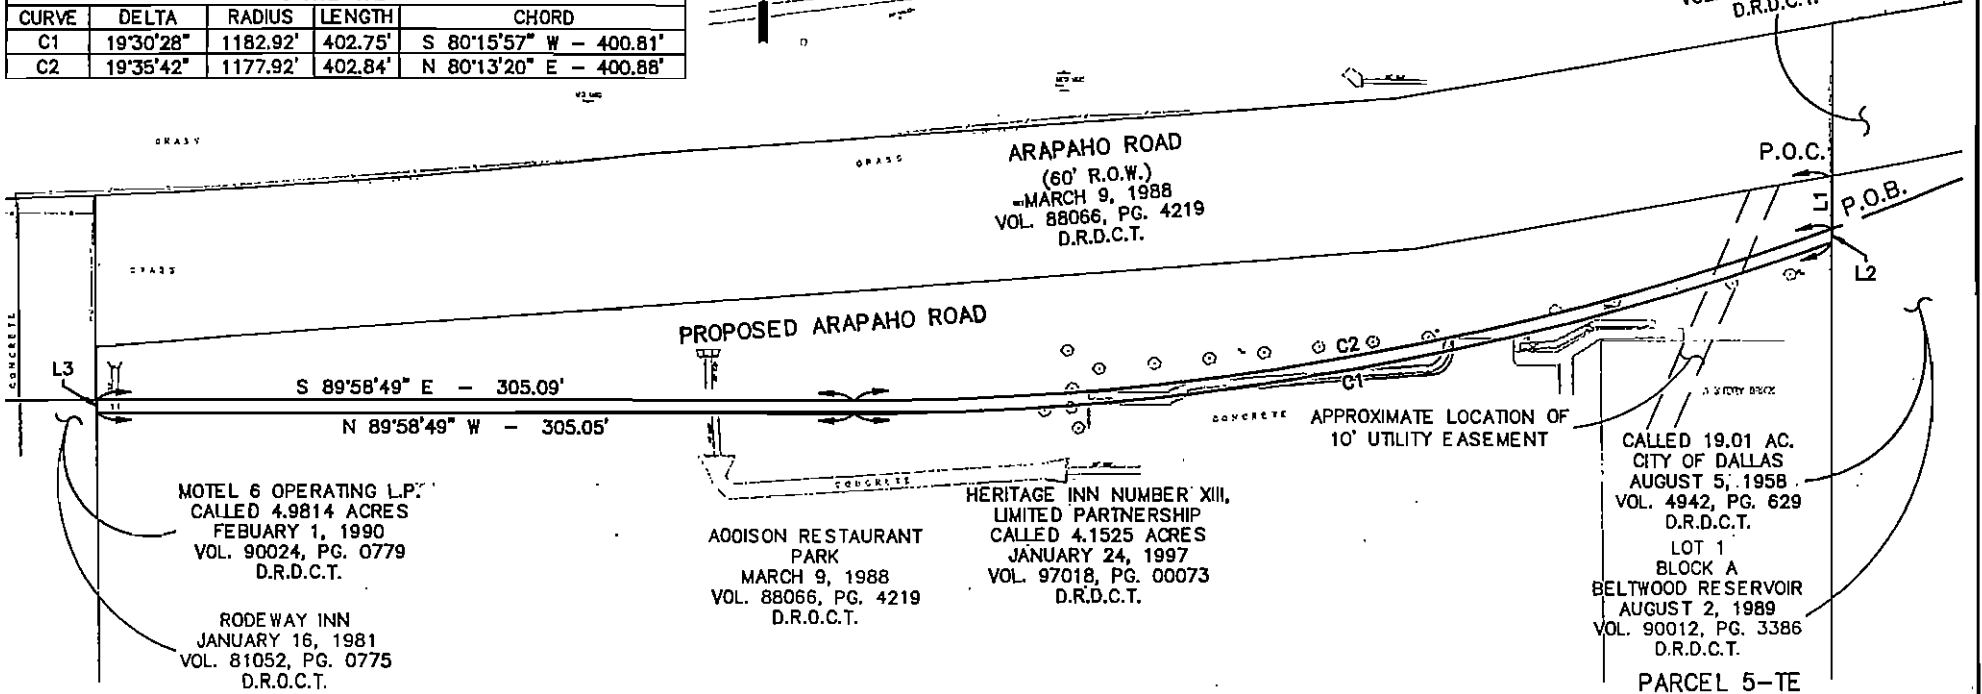 CURVE DELTA RADIUS LENGTH CHORD
C1 19°30'28" 1182.92' 402.75' S 80°15'57" W - 400.81'
C2 19°35'42" 1177.92' 402.84' N 80°13'20" E - 400.88'
D.R.D.C.T.
GRASS
GRASS
GRASS
CONCRETE
ARAPAHO ROAD
(60' R.O.W.)
MARCH 9, 1988
VOL. 88066, PG. 4219
D.R.D.C.T.
P.O.C.
L1
P.O.B.
L2
PROPOSED ARAPAHO ROAD
L3
S 89°58'49" E - 305.09'
N 89°58'49" W - 305.05'
C2
C1
CONCRETE
CONCRETE
APPROXIMATE LOCATION OF
10' UTILITY EASEMENT
MOTEL 6 OPERATING L.P.
CALLED 4.9814 ACRES
FEBUARY 1, 1990
VOL. 90024, PG. 0779
D.R.D.C.T.
RODEWAY INN
JANUARY 16, 1981
VOL. 81052, PG. 0775
D.R.O.C.T.
ADDISON RESTAURANT
PARK
MARCH 9, 1988
VOL. 88066, PG. 4219
D.R.O.C.T.
HERITAGE INN NUMBER XIII,
LIMITED PARTNERSHIP
CALLED 4.1525 ACRES
JANUARY 24, 1997
VOL. 97018, PG. 00073
D.R.D.C.T.
CALLED 19.01 AC.
CITY OF DALLAS
AUGUST 5, 1958
VOL. 4942, PG. 629
D.R.D.C.T.
LOT 1
BLOCK A
BELTWOOD RESERVOIR
AUGUST 2, 1989
VOL. 90012, PG. 3386
D.R.D.C.T.
PARCEL 5-TE